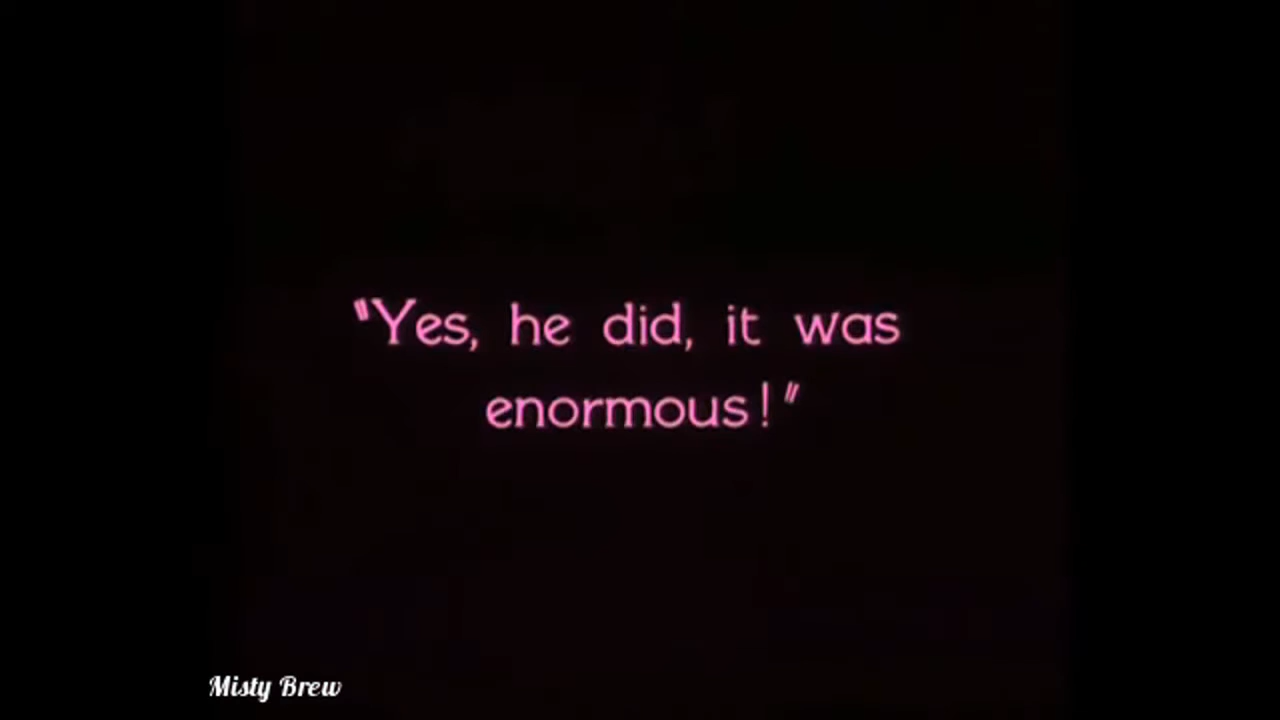 "Yes, he did, it was
enormous!"
Misty Brew